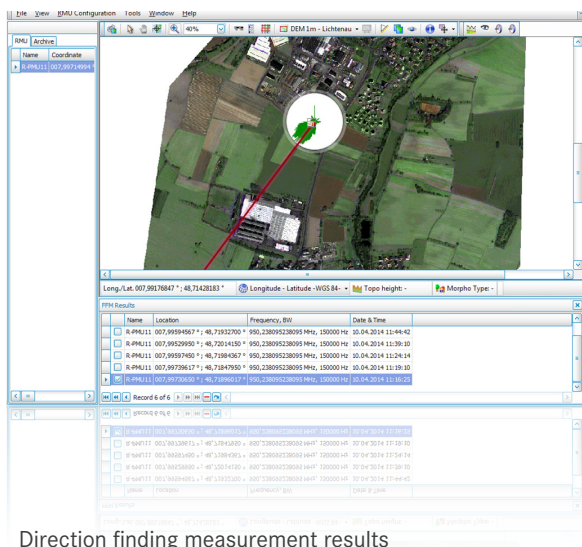 File View RMU Configuration Tools Window Help
40% DEM 1m - Lichtenau
RMU Archive
Name Coordinate
R-PMU11 007,99714994 °
Long./Lat. 007,99176847 ° ; 48,71428183 ° Longitude - Latitude -WGS 84- Topo height: - Morpho Type: -
FFM Results
Name Location Frequency, BW Date & Time
R-PMU11 007,99594567 ° ; 48,71932700 ° 950,238095238095 MHz, 150000 Hz 10.04.2014 11:44:42
R-PMU11 007,99529950 ° ; 48,72014150 ° 950,238095238095 MHz, 150000 Hz 10.04.2014 11:39:10
R-PMU11 007,99597450 ° ; 48,71984367 ° 950,238095238095 MHz, 150000 Hz 10.04.2014 11:24:14
R-PMU11 007,99739617 ° ; 48,71847950 ° 950,238095238095 MHz, 150000 Hz 10.04.2014 11:19:10
R-PMU11 007,99730650 ° ; 48,71896017 ° 950,238095238095 MHz, 150000 Hz 10.04.2014 11:16:25
Record 6 of 6
Direction finding measurement results